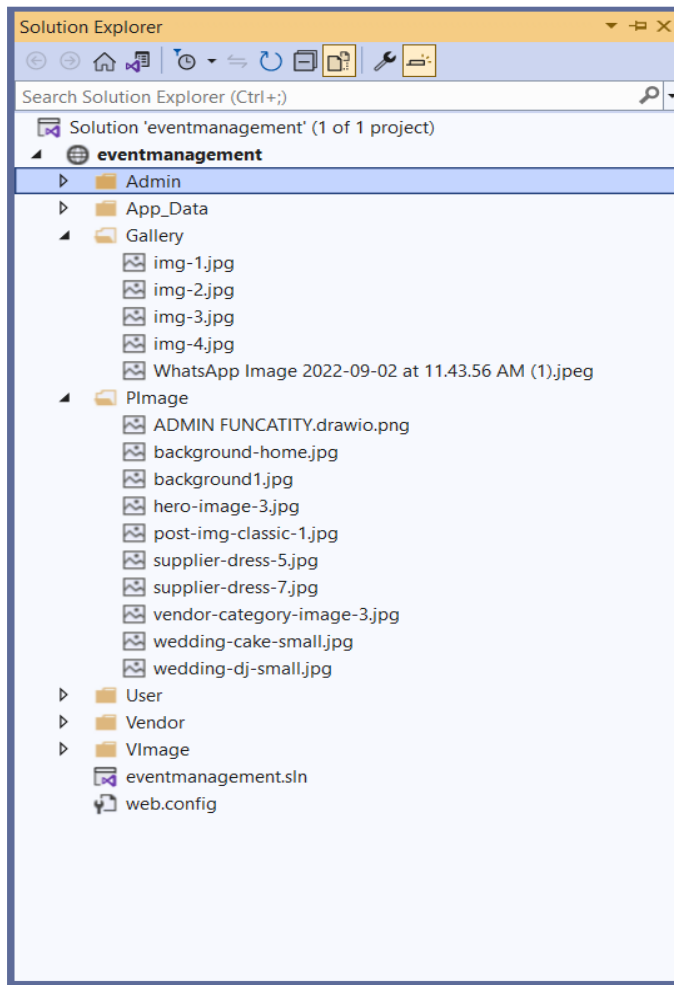 Solution Explorer
Search Solution Explorer (Ctrl+;)
Solution 'eventmanagement' (1 of 1 project)
eventmanagement
Admin
App_Data
Gallery
img-1.jpg
img-2.jpg
img-3.jpg
img-4.jpg
WhatsApp Image 2022-09-02 at 11.43.56 AM (1).jpeg
PImage
ADMIN FUNCATITY.drawio.png
background-home.jpg
background1.jpg
hero-image-3.jpg
post-img-classic-1.jpg
supplier-dress-5.jpg
supplier-dress-7.jpg
vendor-category-image-3.jpg
wedding-cake-small.jpg
wedding-dj-small.jpg
User
Vendor
VImage
eventmanagement.sln
web.config